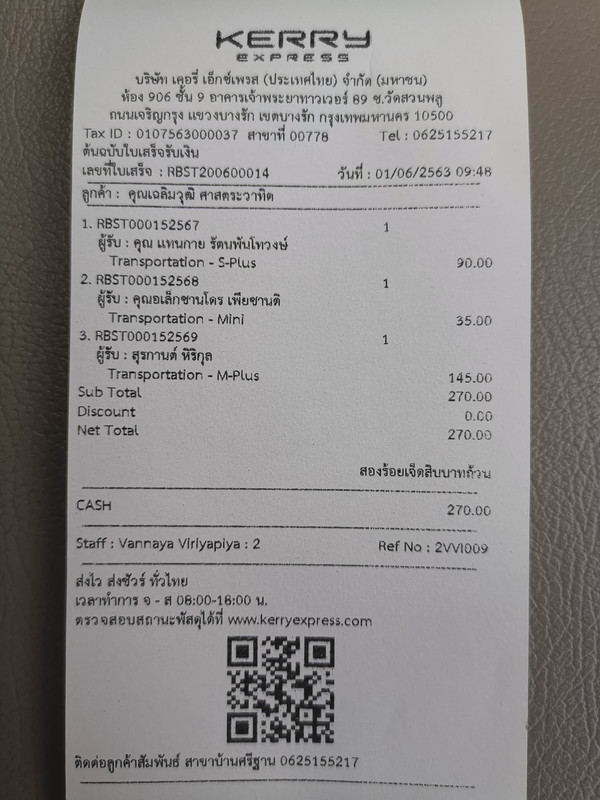 KERRY
EXPRESS
บริษัท เคอรี่ เอ็กซ์เพรส (ประเทศไทย) จำกัด (มหาชน)
ห้อง 906 ชั้น 9 อาคารเจ้าพระยาทาวเวอร์ 89 ซ.วัดสวนพลู
ถนนเจริญกรุง แขวงบางรัก เขตบางรัก กรุงเทพมหานคร 10500
Tax ID : 0107563000037 สาขาที่ 00778 Tel : 0625155217
ต้นฉบับใบเสร็จรับเงิน
เลขที่ใบเสร็จ : RBST200600014 วันที่ : 01/06/2563 09:48
ลูกค้า : คุณเฉลิมวุฒิ ศาสตระวาทิต
1. RBST000152567 1
ผู้รับ : คุณ แทนกาย รัตนพันโทวงษ์
Transportation - S-Plus 90.00
2. RBST000152568 1
ผู้รับ : คุณอเล็กซานโดร เพียซานติ
Transportation - Mini 35.00
3. RBST000152569 1
ผู้รับ : สุรกานต์ หิริกุล
Transportation - M-Plus 145.00
Sub Total 270.00
Discount 0.00
Net Total 270.00
สองร้อยเจ็ดสิบบาทถ้วน
CASH 270.00
Staff : Vannaya Viriyapiya : 2 Ref No : 2VVI009
ส่งไว ส่งชัวร์ ทั่วไทย
เวลาทำการ จ - ส 08:00-18:00 น.
ตรวจสอบสถานะพัสดุได้ที่ www.kerryexpress.com
ติดต่อลูกค้าสัมพันธ์ สาขาบ้านศรีฐาน 0625155217